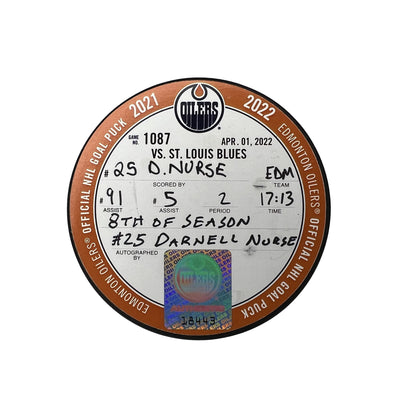 OILERS
EDMONTON OILERS® OFFICIAL NHL GOAL PUCK 2021
2022 EDMONTON OILERS® OFFICIAL NHL GOAL PUCK
GAME NO. 1087 APR. 01, 2022
VS. ST. LOUIS BLUES
#25 D. NURSE EDM
SCORED BY TEAM
#91 #5 2 17:13
ASSIST ASSIST PERIOD TIME
8TH OF SEASON
#25 DARNELL NURSE
AUTOGRAPHED BY
OILERS
18443